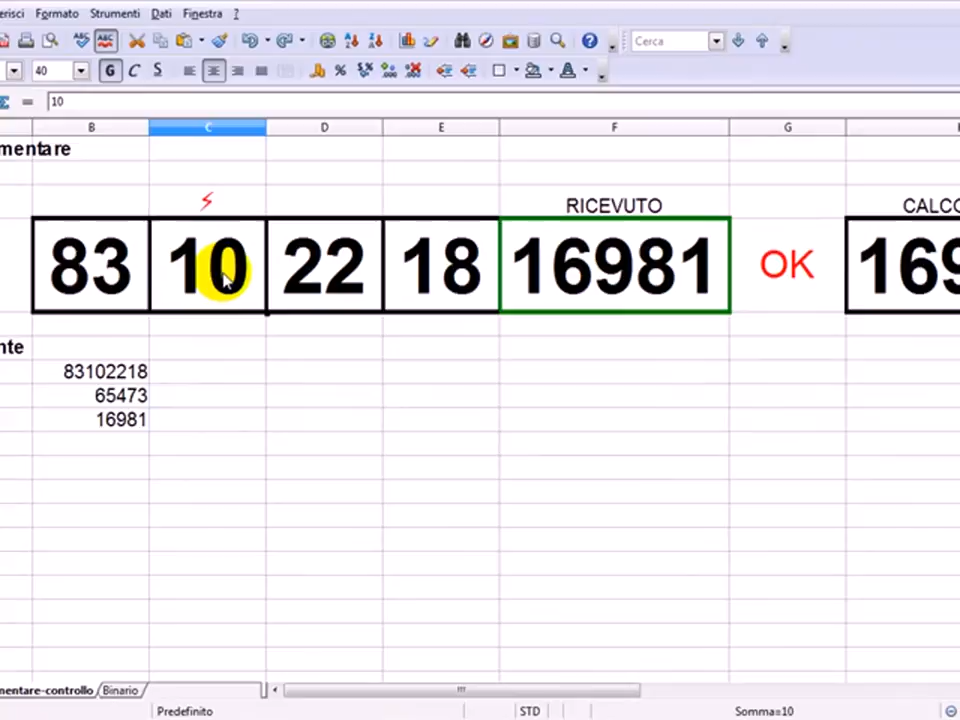 erisci Formato Strumenti Dati Finestra ?
Cerca
40 G C S
= 10
B C D E F G
mentare
RICEVUTO CALCO
83 10 22 18 16981 OK 169
nte
83102218
65473
16981
mentare-controllo Binario
Predefinito STD Somma=10